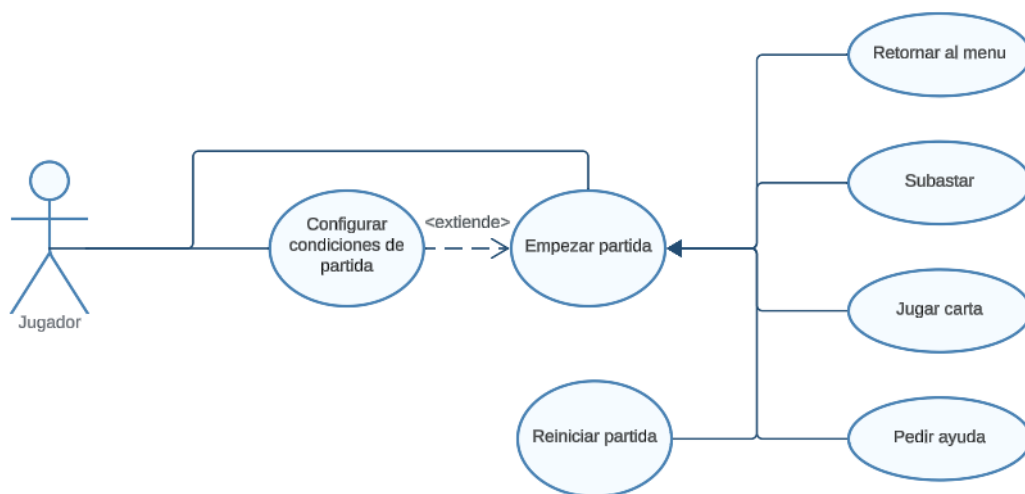 Retornar al menu
Subastar
Configurar
condiciones de
partida
<extiende>
Empezar partida
Jugar carta
Jugador
Reiniciar partida
Pedir ayuda